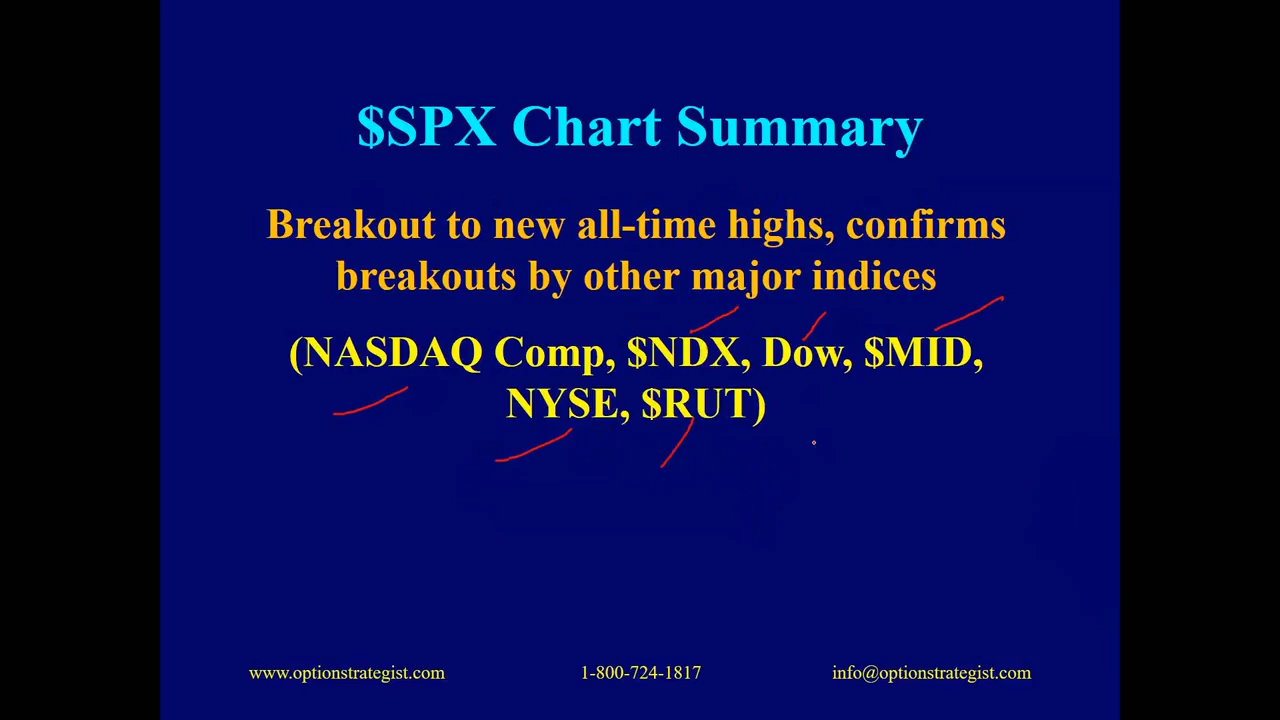 $SPX Chart Summary
Breakout to new all-time highs, confirms
breakouts by other major indices
(NASDAQ Comp, $NDX, Dow, $MID,
NYSE, $RUT)
www.optionstrategist.com 1-800-724-1817 info@optionstrategist.com